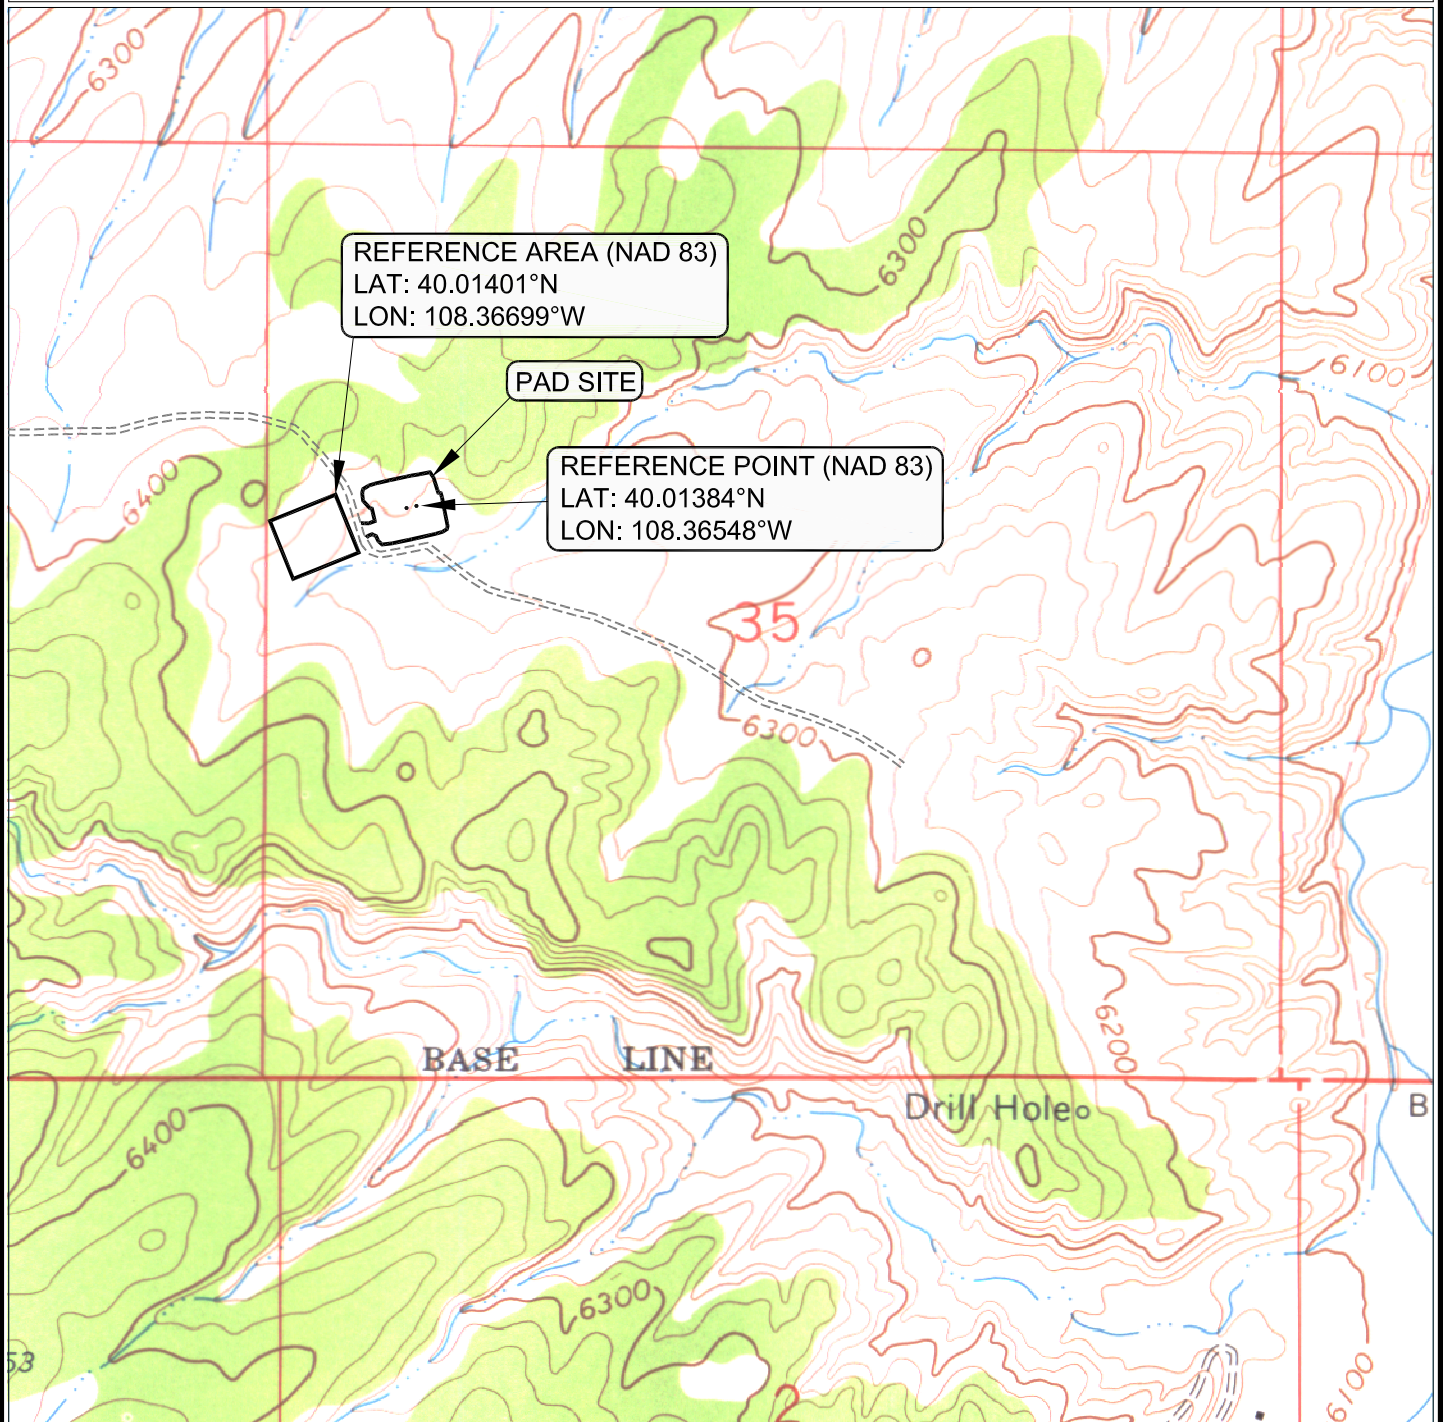 6300
REFERENCE AREA (NAD 83)
LAT: 40.01401°N
LON: 108.36699°W
6300
6100
PAD SITE
REFERENCE POINT (NAD 83)
LAT: 40.01384°N
LON: 108.36548°W
6400
35
6300
6200
BASE LINE
Drill Hole
B
6400
6300
53
2
6100